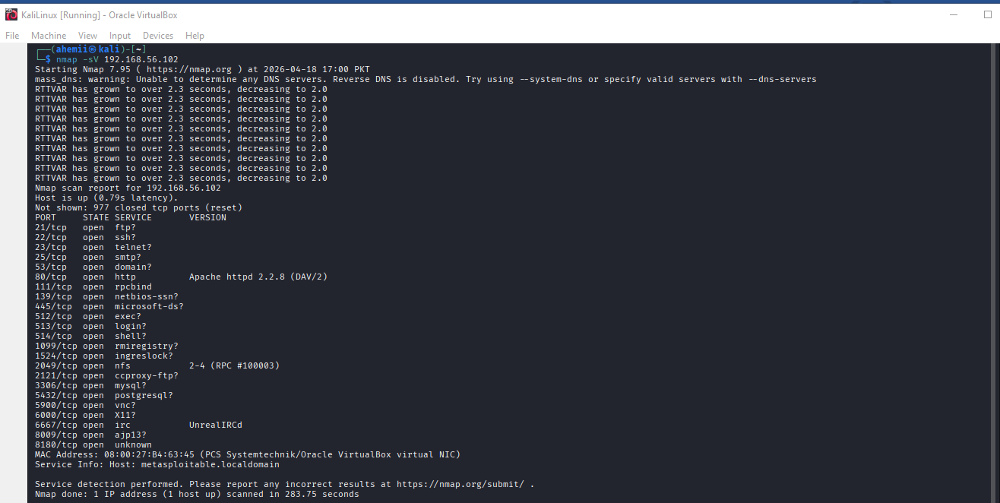 KaliLinux [Running] - Oracle VirtualBox
File Machine View Input Devices Help
┌──(ahemii㉿kali)-[~]
└─$ nmap -sV 192.168.56.102
Starting Nmap 7.95 ( https://nmap.org ) at 2026-04-18 17:00 PKT
mass_dns: warning: Unable to determine any DNS servers. Reverse DNS is disabled. Try using --system-dns or specify valid servers with --dns-servers
RTTVAR has grown to over 2.3 seconds, decreasing to 2.0
RTTVAR has grown to over 2.3 seconds, decreasing to 2.0
RTTVAR has grown to over 2.3 seconds, decreasing to 2.0
RTTVAR has grown to over 2.3 seconds, decreasing to 2.0
RTTVAR has grown to over 2.3 seconds, decreasing to 2.0
RTTVAR has grown to over 2.3 seconds, decreasing to 2.0
RTTVAR has grown to over 2.3 seconds, decreasing to 2.0
RTTVAR has grown to over 2.3 seconds, decreasing to 2.0
RTTVAR has grown to over 2.3 seconds, decreasing to 2.0
RTTVAR has grown to over 2.3 seconds, decreasing to 2.0
Nmap scan report for 192.168.56.102
Host is up (0.79s latency).
Not shown: 977 closed tcp ports (reset)
PORT     STATE SERVICE       VERSION
21/tcp   open  ftp?
22/tcp   open  ssh?
23/tcp   open  telnet?
25/tcp   open  smtp?
53/tcp   open  domain?
80/tcp   open  http          Apache httpd 2.2.8 (DAV/2)
111/tcp  open  rpcbind
139/tcp  open  netbios-ssn?
445/tcp  open  microsoft-ds?
512/tcp  open  exec?
513/tcp  open  login?
514/tcp  open  shell?
1099/tcp open  rmiregistry?
1524/tcp open  ingreslock?
2049/tcp open  nfs           2-4 (RPC #100003)
2121/tcp open  ccproxy-ftp?
3306/tcp open  mysql?
5432/tcp open  postgresql?
5900/tcp open  vnc?
6000/tcp open  X11?
6667/tcp open  irc           UnrealIRCd
8009/tcp open  ajp13?
8180/tcp open  unknown
MAC Address: 08:00:27:B4:63:45 (PCS Systemtechnik/Oracle VirtualBox virtual NIC)
Service Info: Host: metasploitable.localdomain
Service detection performed. Please report any incorrect results at https://nmap.org/submit/ .
Nmap done: 1 IP address (1 host up) scanned in 283.75 seconds